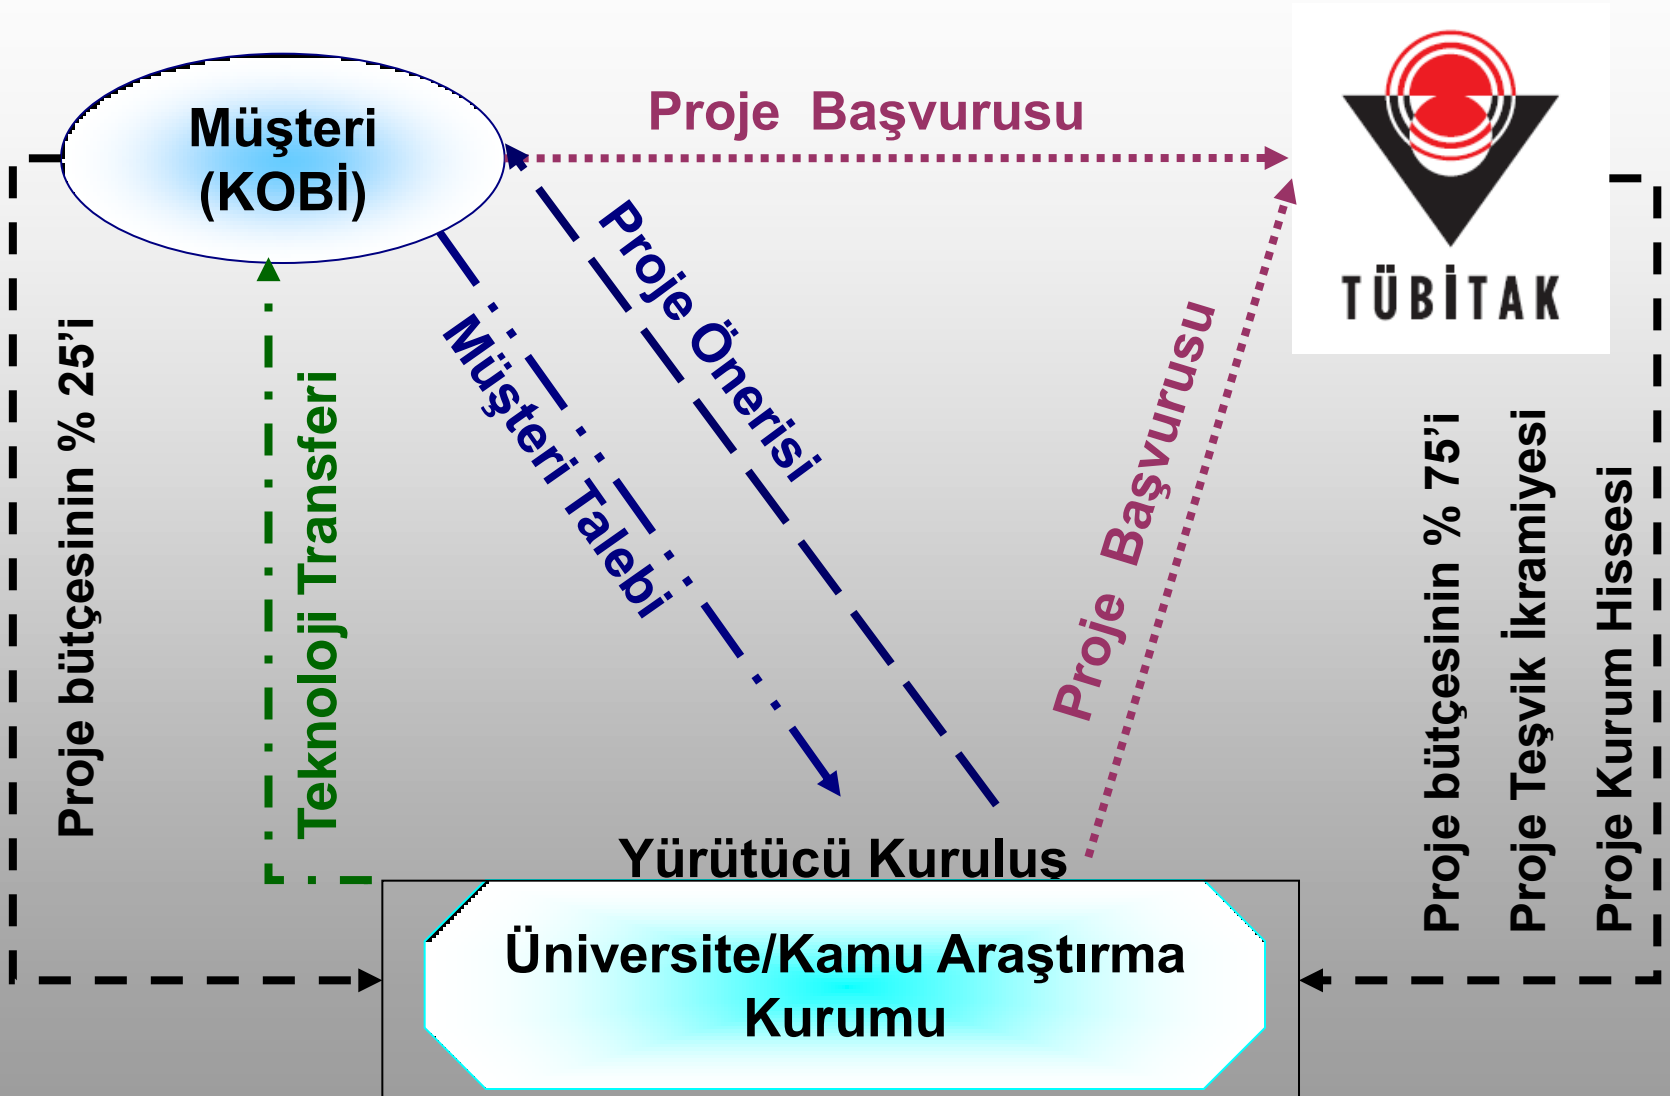 Müşteri
(KOBİ)
Proje Başvurusu
TÜBİTAK
Proje bütçesinin % 25’i
Teknoloji Transferi
Müşteri Talebi
Proje Önerisi
Proje Başvurusu
Proje bütçesinin % 75’i
Proje Teşvik İkramiyesi
Proje Kurum Hissesi
Yürütücü Kuruluş
Üniversite/Kamu Araştırma
Kurumu